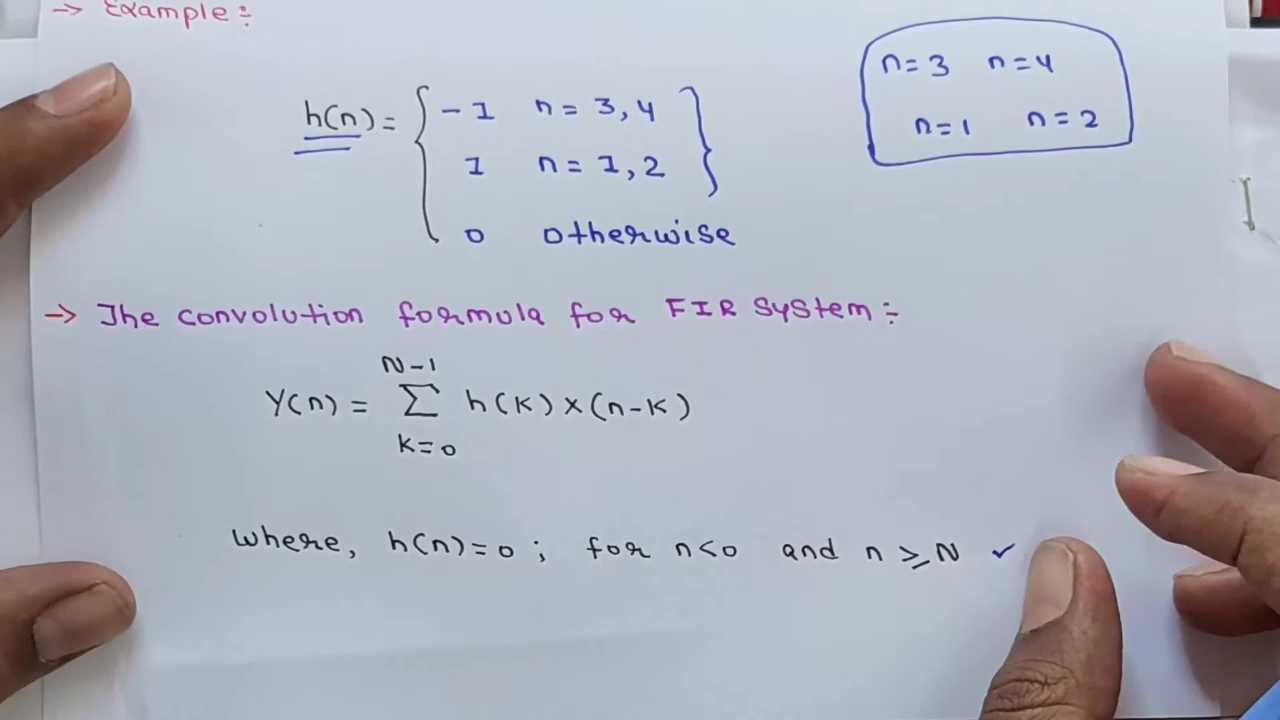 → Example :-
h(n) = { -1 n = 3, 4
1 n = 1, 2 }
0 otherwise
n = 3 n = 4
n = 1 n = 2
→ The convolution formula for FIR System :-
N-1
Y(n) = Σ h(K) x (n-K)
K=0
where, h(n)=0 ; for n<0 and n ≥ N ✓